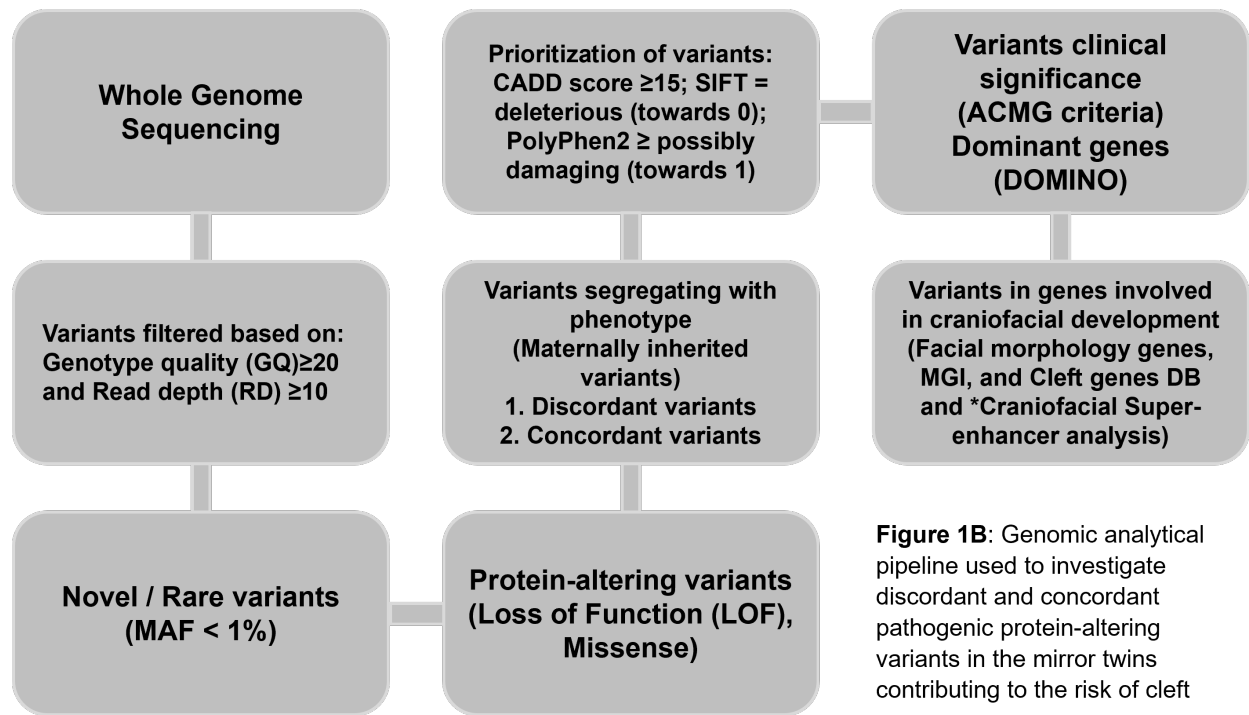 Whole Genome
Sequencing
Variants filtered based on:
Genotype quality (GQ)≥20
and Read depth (RD) ≥10
Novel / Rare variants
(MAF < 1%)
Protein-altering variants
(Loss of Function (LOF),
Missense)
Variants segregating with
phenotype
(Maternally inherited
variants)
1. Discordant variants
2. Concordant variants
Prioritization of variants:
CADD score ≥15; SIFT =
deleterious (towards 0);
PolyPhen2 ≥ possibly
damaging (towards 1)
Variants clinical
significance
(ACMG criteria)
Dominant genes
(DOMINO)
Variants in genes involved
in craniofacial development
(Facial morphology genes,
MGI, and Cleft genes DB
and *Craniofacial Super-
enhancer analysis)
Figure 1B: Genomic analytical
pipeline used to investigate
discordant and concordant
pathogenic protein-altering
variants in the mirror twins
contributing to the risk of cleft